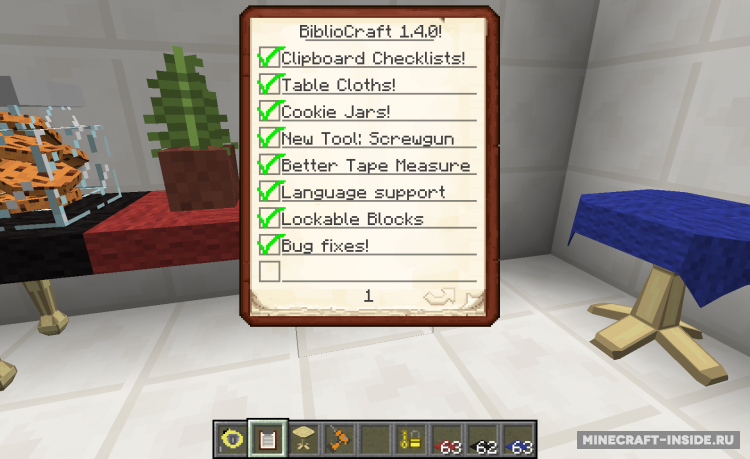 BiblioCraft 1.4.0!
Clipboard Checklists!
Table Cloths!
Cookie Jars!
New Tool: Screwgun
Better Tape Measure
Language support
Lockable Blocks
Bug fixes!
1
63 62 63
MINECRAFT-INSIDE.RU